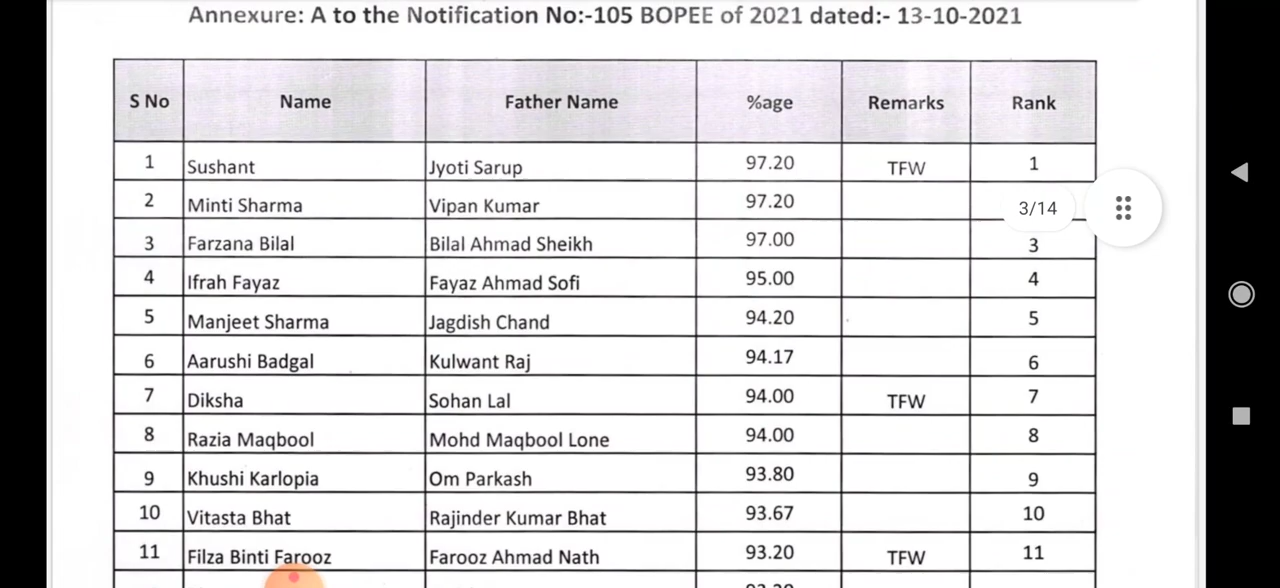 Annexure: A to the Notification No:-105 BOPEE of 2021 dated:- 13-10-2021
S No Name Father Name %age Remarks Rank
1 Sushant Jyoti Sarup 97.20 TFW 1
2 Minti Sharma Vipan Kumar 97.20
3/14
3 Farzana Bilal Bilal Ahmad Sheikh 97.00 3
4 Ifrah Fayaz Fayaz Ahmad Sofi 95.00 4
5 Manjeet Sharma Jagdish Chand 94.20 5
6 Aarushi Badgal Kulwant Raj 94.17 6
7 Diksha Sohan Lal 94.00 TFW 7
8 Razia Maqbool Mohd Maqbool Lone 94.00 8
9 Khushi Karlopia Om Parkash 93.80 9
10 Vitasta Bhat Rajinder Kumar Bhat 93.67 10
11 Filza Binti Farooz Farooz Ahmad Nath 93.20 TFW 11